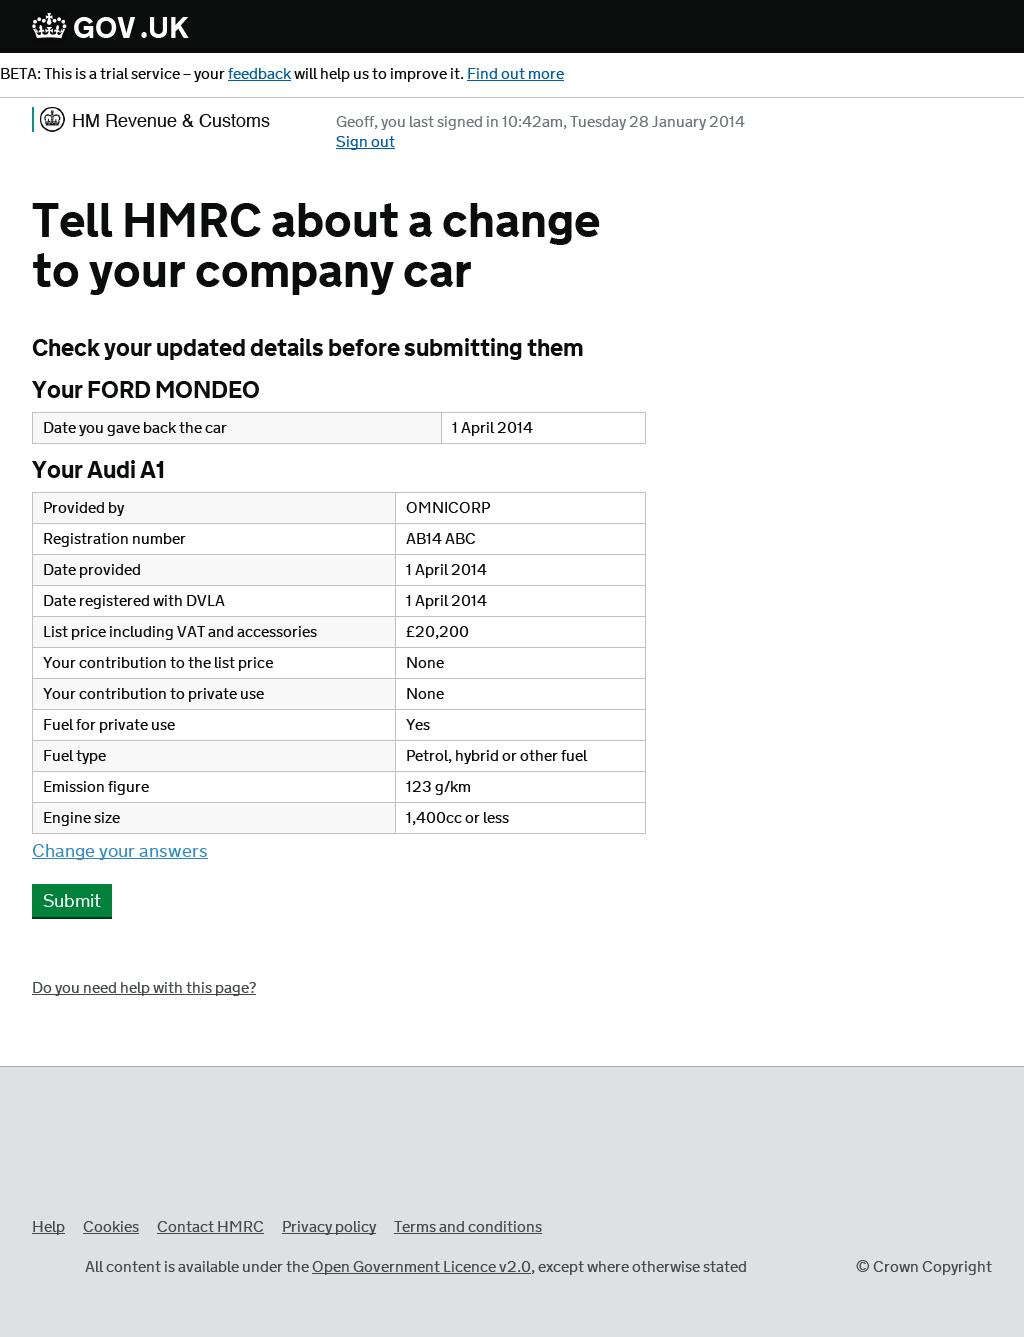 GOV.UK
BETA: This is a trial service – your feedback will help us to improve it. Find out more
HM Revenue & Customs
Geoff, you last signed in 10:42am, Tuesday 28 January 2014
Sign out
Tell HMRC about a change
to your company car
Check your updated details before submitting them
Your FORD MONDEO
Date you gave back the car 1 April 2014
Your Audi A1
Provided by OMNICORP
Registration number AB14 ABC
Date provided 1 April 2014
Date registered with DVLA 1 April 2014
List price including VAT and accessories £20,200
Your contribution to the list price None
Your contribution to private use None
Fuel for private use Yes
Fuel type Petrol, hybrid or other fuel
Emission figure 123 g/km
Engine size 1,400cc or less
Change your answers
Submit
Do you need help with this page?
Help Cookies Contact HMRC Privacy policy Terms and conditions
All content is available under the Open Government Licence v2.0, except where otherwise stated © Crown Copyright